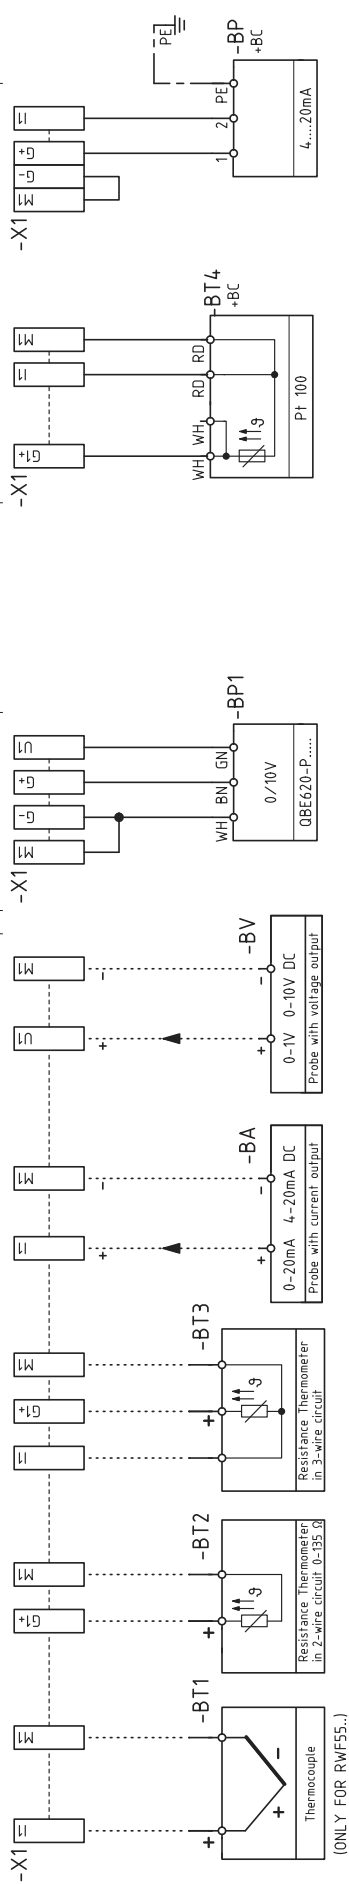 -X1
I1
M1
G1+
M1
I1
G1+
M1
I1
M1
U1
M1
-BT1
+
+
-
Thermocouple
(ONLY FOR RWF55..)
-BT2
+
ϑ
Resistance Thermometer
in 2-wire circuit 0-135 Ω
-BT3
+
ϑ
Resistance Thermometer
in 3-wire circuit
-BA
+
-
+
-
0-20mA 4-20mA DC
Probe with current output
-BV
+
-
+
-
0-1V 0-10V DC
Probe with voltage output
-X1
M1
G-
G+
U1
-BP1
WH
BN
GN
0/10V
QBE620-P.....
-X1
G1+
I1
M1
-BT4
+BC
WH
WH
RD
RD
ϑ
Pt 100
-X1
M1
G-
G+
I1
PE
-BP
+BC
1
2
PE
4....20mA